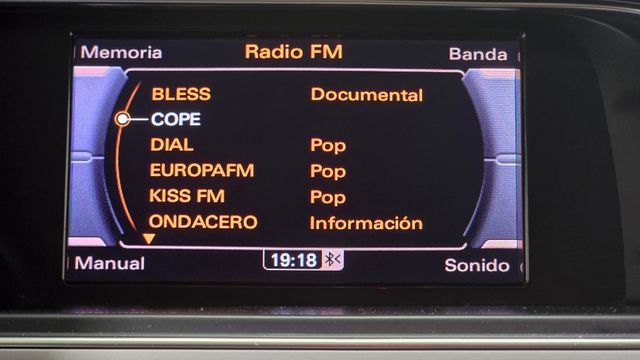 Memoria Radio FM Banda
BLESS Documental
COPE
DIAL Pop
EUROPAFM Pop
KISS FM Pop
ONDACERO Información
Manual 19:18 Sonido